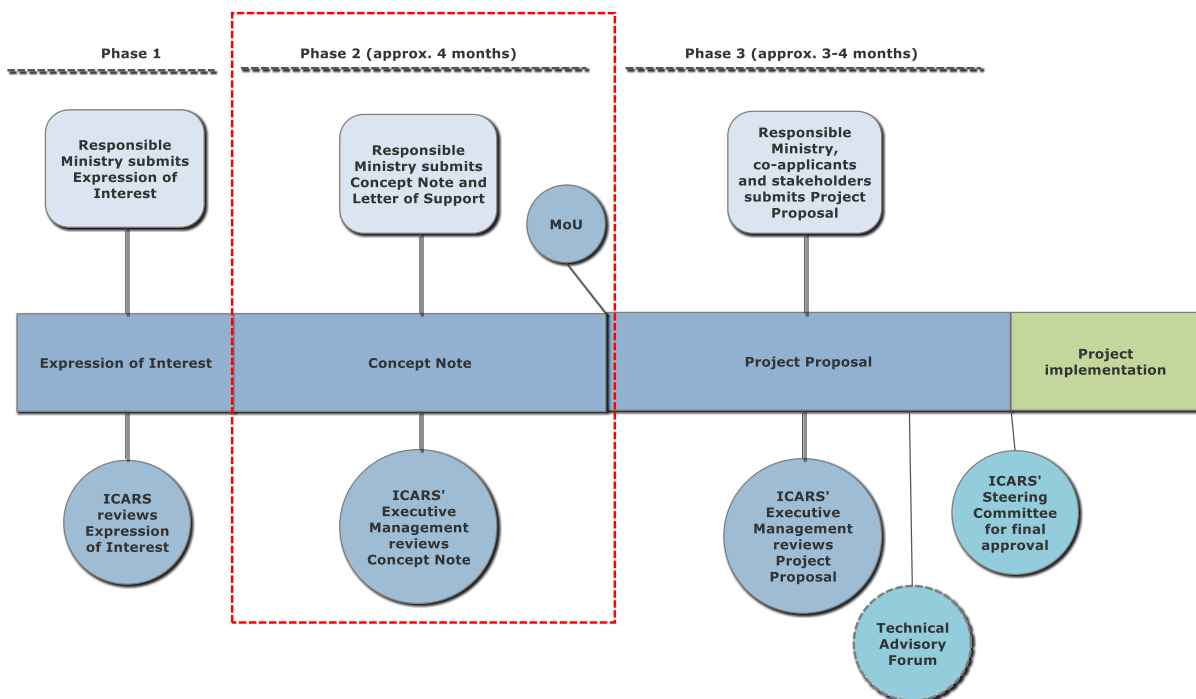 Phase 1
Phase 2 (approx. 4 months)
Phase 3 (approx. 3-4 months)
Responsible
Ministry submits
Expression of
Interest
Responsible
Ministry submits
Concept Note and
Letter of Support
MoU
Responsible
Ministry,
co-applicants
and stakeholders
submits Project
Proposal
Expression of Interest
Concept Note
Project Proposal
Project
implementation
ICARS
reviews
Expression
of Interest
ICARS'
Executive
Management
reviews
Concept Note
ICARS'
Executive
Management
reviews
Project
Proposal
ICARS'
Steering
Committee
for final
approval
Technical
Advisory
Forum